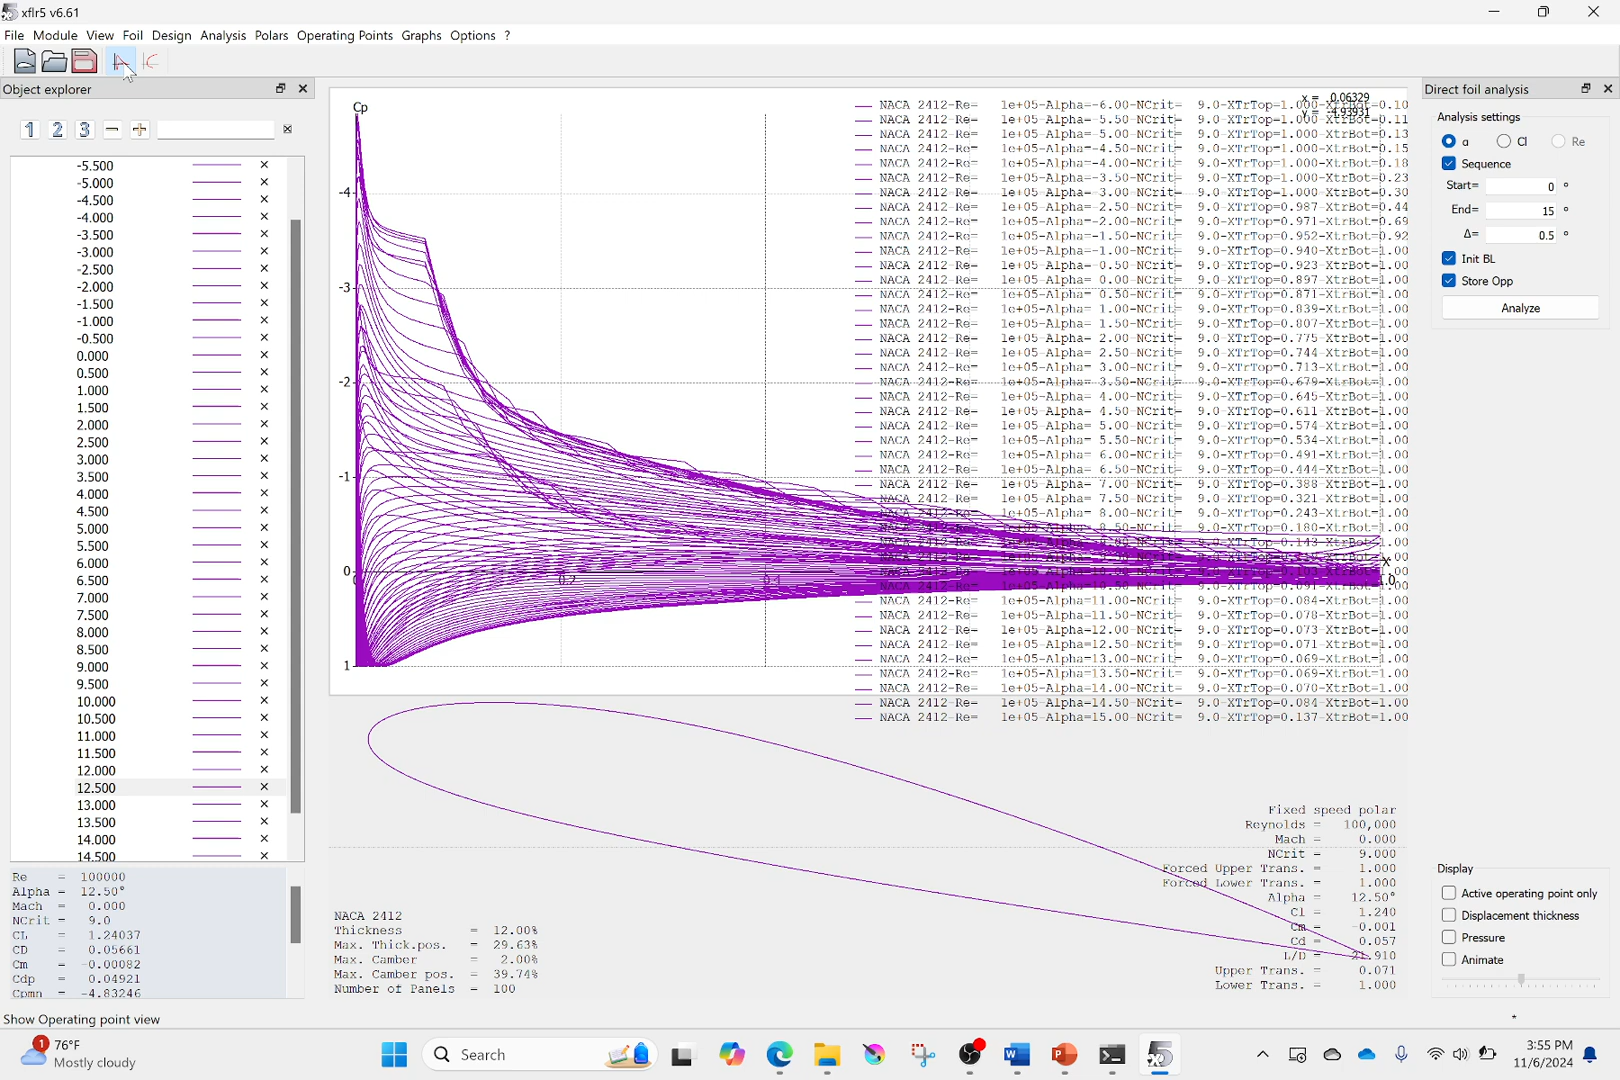 xflr5 v6.61
File Module View Foil Design Analysis Polars Operating Points Graphs Options ?
Object explorer
1 2 3
-5.500
-5.000
-4.500
-4.000
-3.500
-3.000
-2.500
-2.000
-1.500
-1.000
-0.500
0.000
0.500
1.000
1.500
2.000
2.500
3.000
3.500
4.000
4.500
5.000
5.500
6.000
6.500
7.000
7.500
8.000
8.500
9.000
9.500
10.000
10.500
11.000
11.500
12.000
12.500
13.000
13.500
14.000
14.500
Re = 100000
Alpha = 12.50°
Mach = 0.000
NCrit = 9.0
CL = 1.24037
CD = 0.05661
Cm = -0.00082
Cdp = 0.04921
Cpmn = -4.83246
Show Operating point view
Cp
-4
-3
-2
-1
0
1
0.2
X
1.0
x = 0.06329
y = -4.93931
NACA 2412-Re= 1e+05-Alpha=-6.00-NCrit= 9.0-XTrTop=1.000-XtrBot=0.10
NACA 2412-Re= 1e+05-Alpha=-5.50-NCrit= 9.0-XTrTop=1.000-XtrBot=0.11
NACA 2412-Re= 1e+05-Alpha=-5.00-NCrit= 9.0-XTrTop=1.000-XtrBot=0.13
NACA 2412-Re= 1e+05-Alpha=-4.50-NCrit= 9.0-XTrTop=1.000-XtrBot=0.15
NACA 2412-Re= 1e+05-Alpha=-4.00-NCrit= 9.0-XTrTop=1.000-XtrBot=0.18
NACA 2412-Re= 1e+05-Alpha=-3.50-NCrit= 9.0-XTrTop=1.000-XtrBot=0.23
NACA 2412-Re= 1e+05-Alpha=-3.00-NCrit= 9.0-XTrTop=1.000-XtrBot=0.30
NACA 2412-Re= 1e+05-Alpha=-2.50-NCrit= 9.0-XTrTop=0.987-XtrBot=0.44
NACA 2412-Re= 1e+05-Alpha=-2.00-NCrit= 9.0-XTrTop=0.971-XtrBot=0.69
NACA 2412-Re= 1e+05-Alpha=-1.50-NCrit= 9.0-XTrTop=0.952-XtrBot=0.92
NACA 2412-Re= 1e+05-Alpha=-1.00-NCrit= 9.0-XTrTop=0.940-XtrBot=1.00
NACA 2412-Re= 1e+05-Alpha=-0.50-NCrit= 9.0-XTrTop=0.923-XtrBot=1.00
NACA 2412-Re= 1e+05-Alpha= 0.00-NCrit= 9.0-XTrTop=0.897-XtrBot=1.00
NACA 2412-Re= 1e+05-Alpha= 0.50-NCrit= 9.0-XTrTop=0.871-XtrBot=1.00
NACA 2412-Re= 1e+05-Alpha= 1.00-NCrit= 9.0-XTrTop=0.839-XtrBot=1.00
NACA 2412-Re= 1e+05-Alpha= 1.50-NCrit= 9.0-XTrTop=0.807-XtrBot=1.00
NACA 2412-Re= 1e+05-Alpha= 2.00-NCrit= 9.0-XTrTop=0.775-XtrBot=1.00
NACA 2412-Re= 1e+05-Alpha= 2.50-NCrit= 9.0-XTrTop=0.744-XtrBot=1.00
NACA 2412-Re= 1e+05-Alpha= 3.00-NCrit= 9.0-XTrTop=0.713-XtrBot=1.00
NACA 2412-Re= 1e+05-Alpha= 3.50-NCrit= 9.0-XTrTop=0.679-XtrBot=1.00
NACA 2412-Re= 1e+05-Alpha= 4.00-NCrit= 9.0-XTrTop=0.645-XtrBot=1.00
NACA 2412-Re= 1e+05-Alpha= 4.50-NCrit= 9.0-XTrTop=0.611-XtrBot=1.00
NACA 2412-Re= 1e+05-Alpha= 5.00-NCrit= 9.0-XTrTop=0.574-XtrBot=1.00
NACA 2412-Re= 1e+05-Alpha= 5.50-NCrit= 9.0-XTrTop=0.534-XtrBot=1.00
NACA 2412-Re= 1e+05-Alpha= 6.00-NCrit= 9.0-XTrTop=0.491-XtrBot=1.00
NACA 2412-Re= 1e+05-Alpha= 6.50-NCrit= 9.0-XTrTop=0.444-XtrBot=1.00
NACA 2412-Re= 1e+05-Alpha= 7.00-NCrit= 9.0-XTrTop=0.388-XtrBot=1.00
NACA 2412-Re= 1e+05-Alpha= 7.50-NCrit= 9.0-XTrTop=0.321-XtrBot=1.00
NACA 2412-Re= 1e+05-Alpha= 8.00-NCrit= 9.0-XTrTop=0.243-XtrBot=1.00
NACA 2412-Re= 1e+05-Alpha= 8.50-NCrit= 9.0-XTrTop=0.180-XtrBot=1.00
9.0-XTrTop=0.143-XtrBot=1.00
NACA 2412-Re= 1e+05-Alpha=11.00-NCrit= 9.0-XTrTop=0.084-XtrBot=1.00
NACA 2412-Re= 1e+05-Alpha=11.50-NCrit= 9.0-XTrTop=0.078-XtrBot=1.00
NACA 2412-Re= 1e+05-Alpha=12.00-NCrit= 9.0-XTrTop=0.073-XtrBot=1.00
NACA 2412-Re= 1e+05-Alpha=12.50-NCrit= 9.0-XTrTop=0.071-XtrBot=1.00
NACA 2412-Re= 1e+05-Alpha=13.00-NCrit= 9.0-XTrTop=0.069-XtrBot=1.00
NACA 2412-Re= 1e+05-Alpha=13.50-NCrit= 9.0-XTrTop=0.069-XtrBot=1.00
NACA 2412-Re= 1e+05-Alpha=14.00-NCrit= 9.0-XTrTop=0.070-XtrBot=1.00
NACA 2412-Re= 1e+05-Alpha=14.50-NCrit= 9.0-XTrTop=0.084-XtrBot=1.00
NACA 2412-Re= 1e+05-Alpha=15.00-NCrit= 9.0-XTrTop=0.137-XtrBot=1.00
NACA 2412
Thickness = 12.00%
Max. Thick.pos. = 29.63%
Max. Camber = 2.00%
Max. Camber pos. = 39.74%
Number of Panels = 100
Fixed speed polar
Reynolds = 100,000
Mach = 0.000
NCrit = 9.000
Forced Upper Trans. = 1.000
Forced Lower Trans. = 1.000
Alpha = 12.50°
Cl = 1.240
Cm = -0.001
Cd = 0.057
L/D = 21.910
Upper Trans. = 0.071
Lower Trans. = 1.000
Direct foil analysis
Analysis settings
α Cl Re
Sequence
Start= 0 °
End= 15 °
Δ= 0.5 °
Init BL
Store Opp
Analyze
Display
Active operating point only
Displacement thickness
Pressure
Animate
*
1
76°F
Mostly cloudy
Search
3:55 PM
11/6/2024